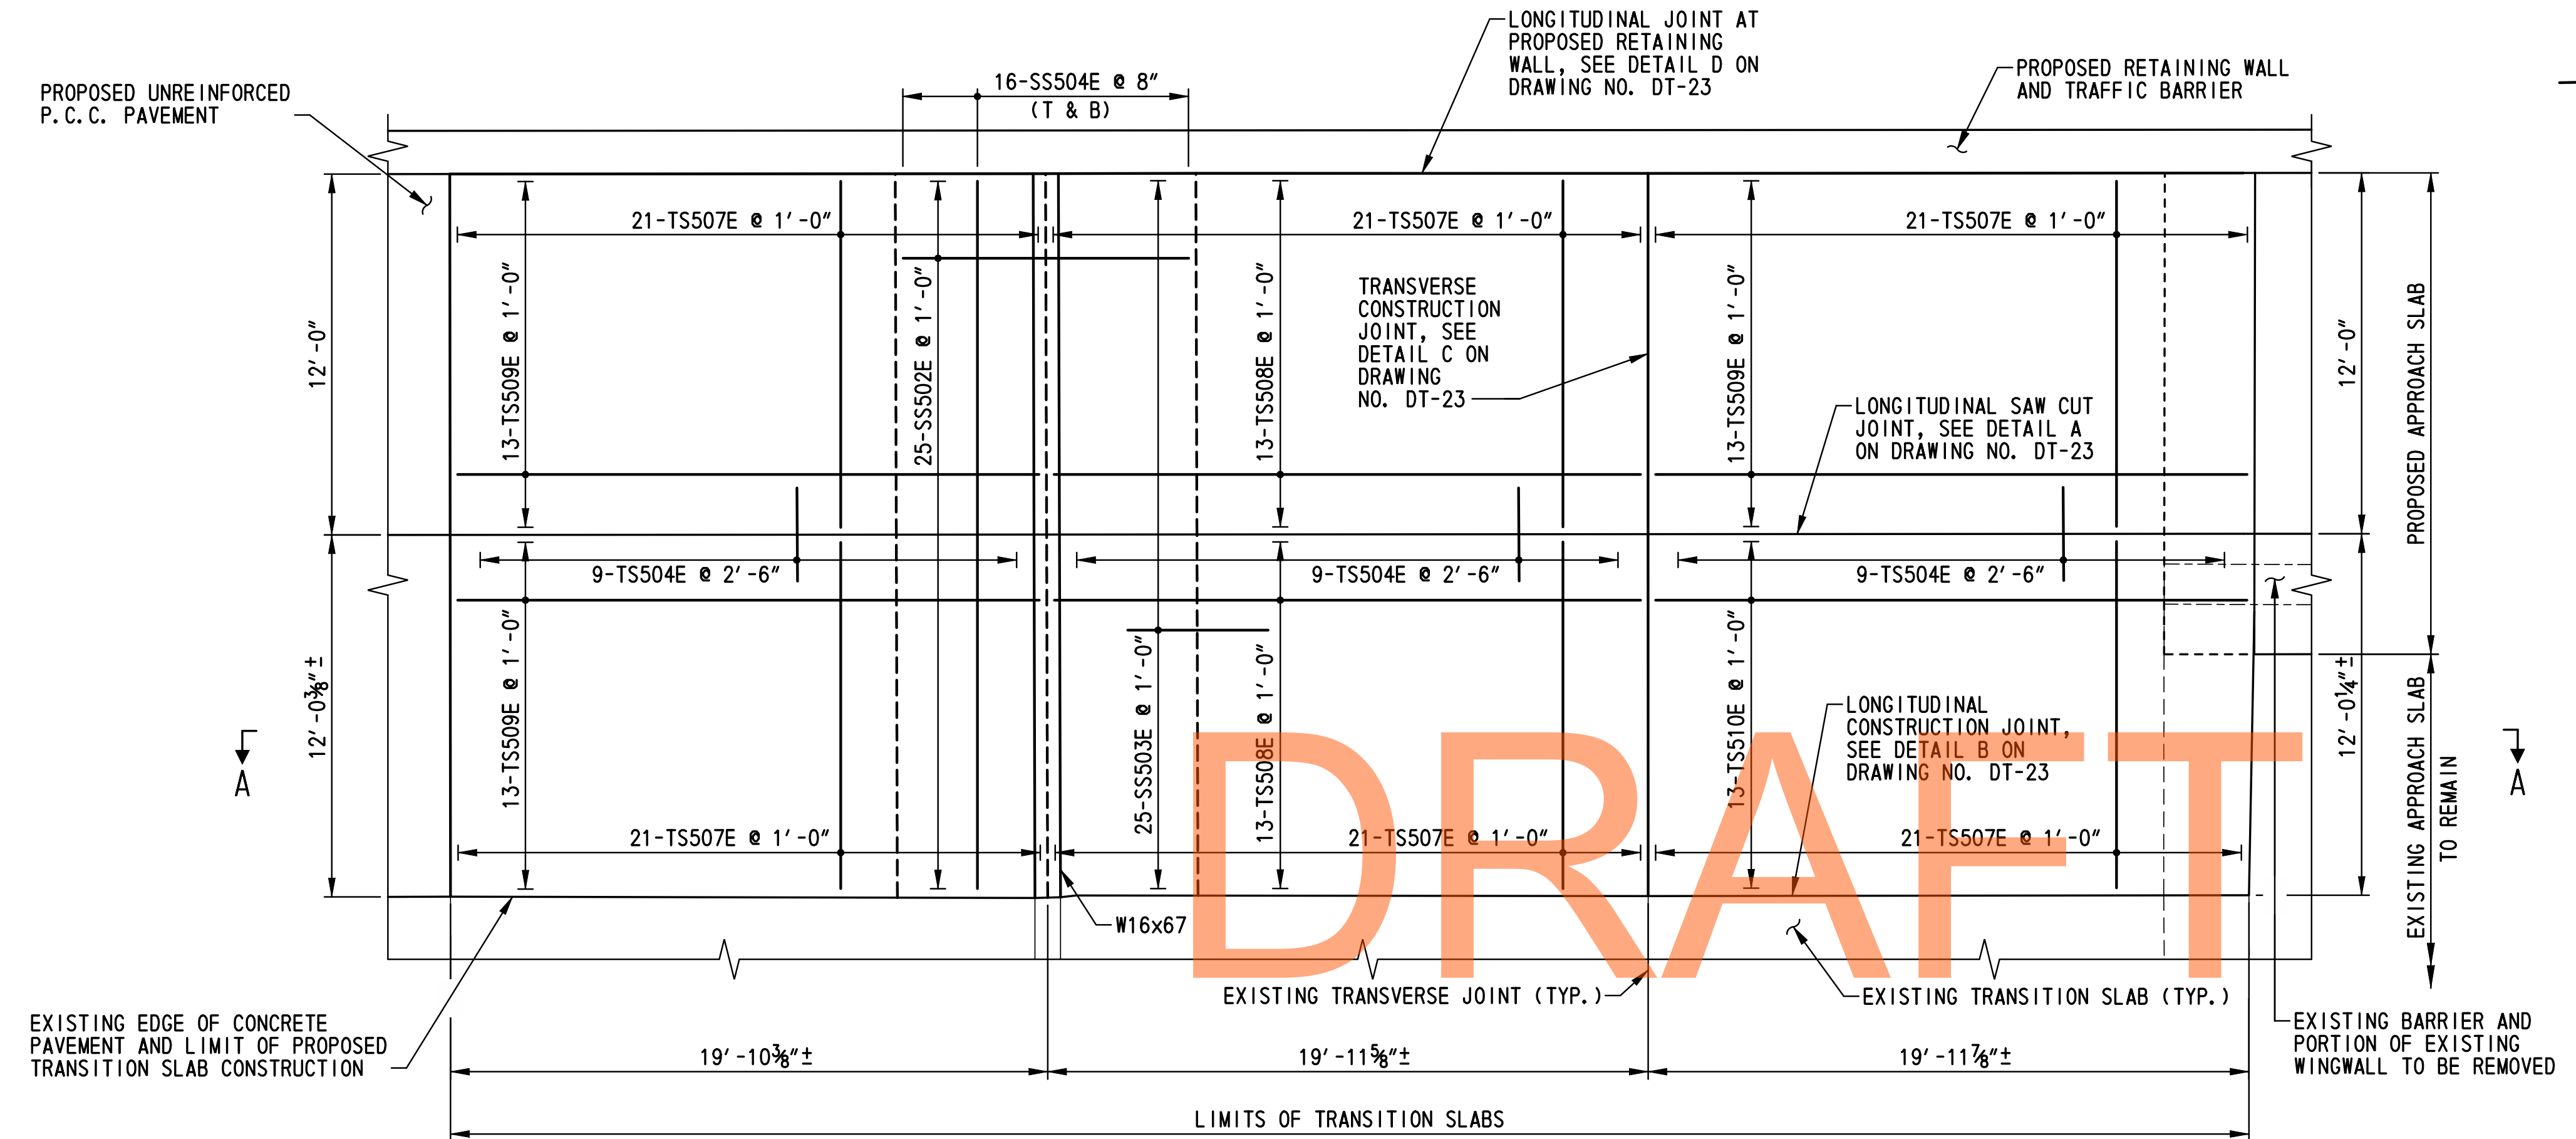 LONGITUDINAL JOINT AT
PROPOSED RETAINING
WALL, SEE DETAIL D ON
DRAWING NO. DT-23
PROPOSED RETAINING WALL
AND TRAFFIC BARRIER
16-SS504E @ 8"
(T & B)
PROPOSED UNREINFORCED
P.C.C. PAVEMENT
21-TS507E @ 1'-0"
21-TS507E @ 1'-0"
21-TS507E @ 1'-0"
12'-0"
13-TS509E @ 1'-0"
25-SS502E @ 1'-0"
13-TS508E @ 1'-0"
TRANSVERSE
CONSTRUCTION
JOINT, SEE
DETAIL C ON
DRAWING
NO. DT-23
13-TS509E @ 1'-0"
LONGITUDINAL SAW CUT
JOINT, SEE DETAIL A
ON DRAWING NO. DT-23
12'-0"
PROPOSED APPROACH SLAB
9-TS504E @ 2'-6"
9-TS504E @ 2'-6"
9-TS504E @ 2'-6"
12'-0⅜"±
13-TS509E @ 1'-0"
25-SS503E @ 1'-0"
13-TS508E @ 1'-0"
13-TS510E @ 1'-0"
LONGITUDINAL
CONSTRUCTION JOINT,
SEE DETAIL B ON
DRAWING NO. DT-23
12'-0¼"±
EXISTING APPROACH SLAB
TO REMAIN
A
A
21-TS507E @ 1'-0"
21-TS507E @ 1'-0"
21-TS507E @ 1'-0"
DRAFT
W16x67
EXISTING TRANSVERSE JOINT (TYP.)
EXISTING TRANSITION SLAB (TYP.)
EXISTING EDGE OF CONCRETE
PAVEMENT AND LIMIT OF PROPOSED
TRANSITION SLAB CONSTRUCTION
EXISTING BARRIER AND
PORTION OF EXISTING
WINGWALL TO BE REMOVED
19'-10⅜"±
19'-11⅝"±
19'-11⅞"±
LIMITS OF TRANSITION SLABS